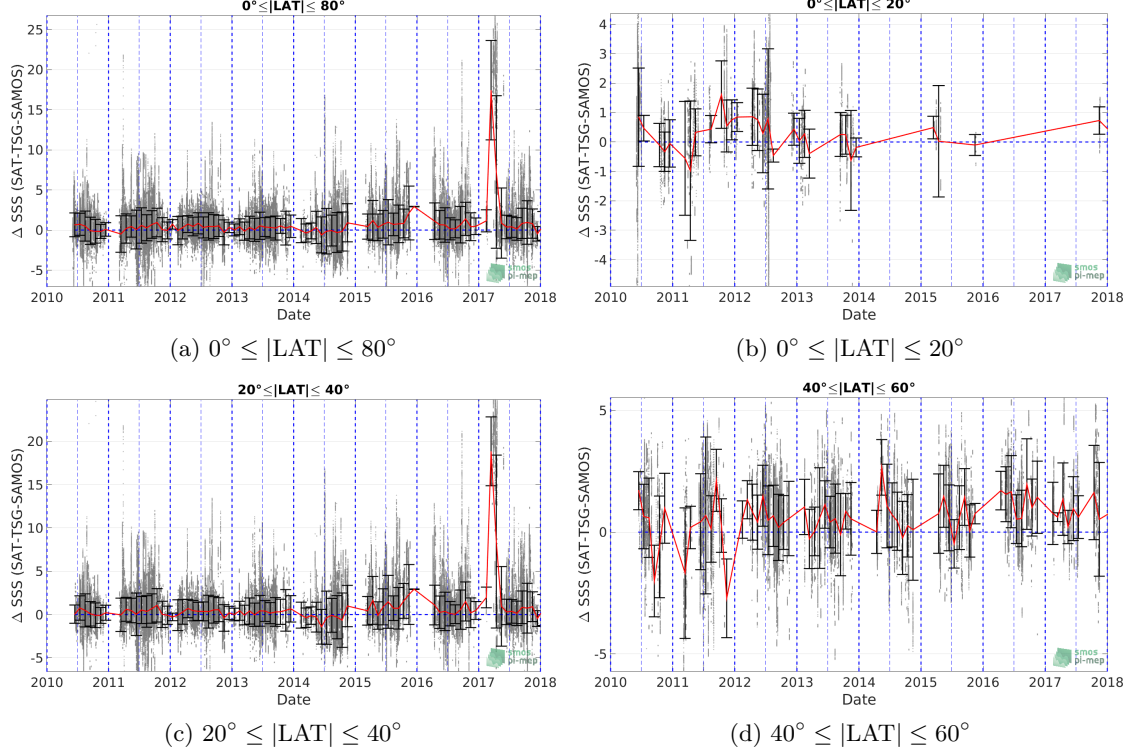 0°≤|LAT|≤ 80°
Δ SSS (SAT-TSG-SAMOS)
25
20
15
10
5
0
-5
2010 2011 2012 2013 2014 2015 2016 2017 2018
Date
smos
pi-mep
(a) 0° ≤ |LAT| ≤ 80°
0°≤|LAT|≤ 20°
Δ SSS (SAT-TSG-SAMOS)
4
3
2
1
0
-1
-2
-3
-4
2010 2011 2012 2013 2014 2015 2016 2017 2018
Date
smos
pi-mep
(b) 0° ≤ |LAT| ≤ 20°
20°≤|LAT|≤ 40°
Δ SSS (SAT-TSG-SAMOS)
20
15
10
5
0
-5
2010 2011 2012 2013 2014 2015 2016 2017 2018
Date
smos
pi-mep
(c) 20° ≤ |LAT| ≤ 40°
40°≤|LAT|≤ 60°
Δ SSS (SAT-TSG-SAMOS)
5
0
-5
2010 2011 2012 2013 2014 2015 2016 2017 2018
Date
smos
pi-mep
(d) 40° ≤ |LAT| ≤ 60°